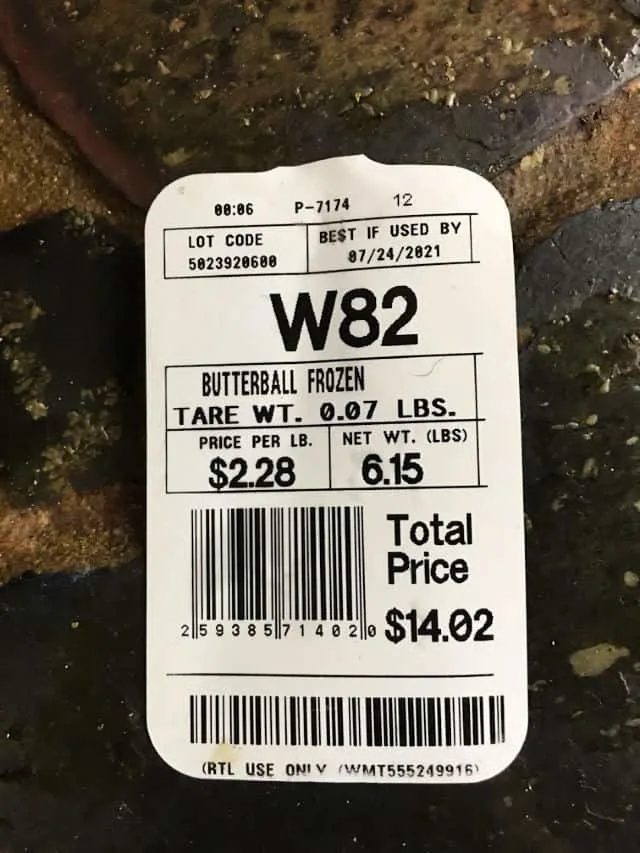 00:06 P-7174 12
LOT CODE
5023920600
BEST IF USED BY
07/24/2021
W82
BUTTERBALL FROZEN
TARE WT. 0.07 LBS.
PRICE PER LB.
$2.28
NET WT. (LBS)
6.15
Total
Price
$14.02
2 59385 71402 0
(RTL USE ONLY (WMT555249916)